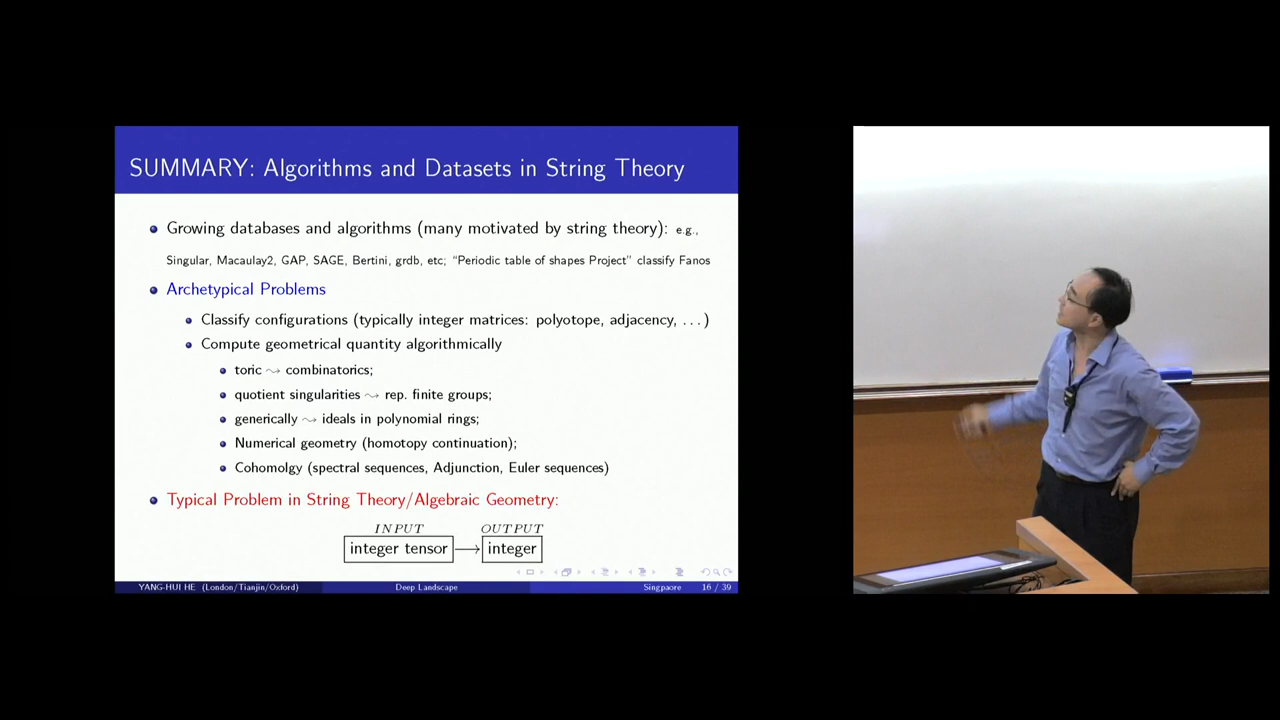 SUMMARY: Algorithms and Datasets in String Theory
Growing databases and algorithms (many motivated by string theory): e.g.,
Singular, Macaulay2, GAP, SAGE, Bertini, grdb, etc; “Periodic table of shapes Project” classify Fanos
Archetypical Problems
Classify configurations (typically integer matrices: polyotope, adjacency, ...)
Compute geometrical quantity algorithmically
toric ⤳ combinatorics;
quotient singularities ⤳ rep. finite groups;
generically ⤳ ideals in polynomial rings;
Numerical geometry (homotopy continuation);
Cohomolgy (spectral sequences, Adjunction, Euler sequences)
Typical Problem in String Theory/Algebraic Geometry:
INPUT OUTPUT
integer tensor → integer
YANG-HUI HE (London/Tianjin/Oxford) Deep Landscape Singpaore 16 / 39